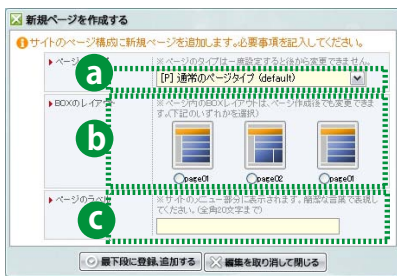 新規ページを作成する
サイトのページ構成に新規ページを追加します。必要事項を記入してください。
ページ
※ページのタイプは一度設定すると後から変更できません。
a
[P] 通常のページタイプ (default)
BOXのレイアウト
※ページ内のBOXレイアウトは、ページ作成後でも変更できま
す。(下記のいずれかを選択)
b
page01
page02
page01
ページのラベル
※サイトのメニュー部分に表示されます。簡潔な言葉で表現し
てください。(全角20文字まで)
c
最下段に登録、追加する
編集を取り消して閉じる